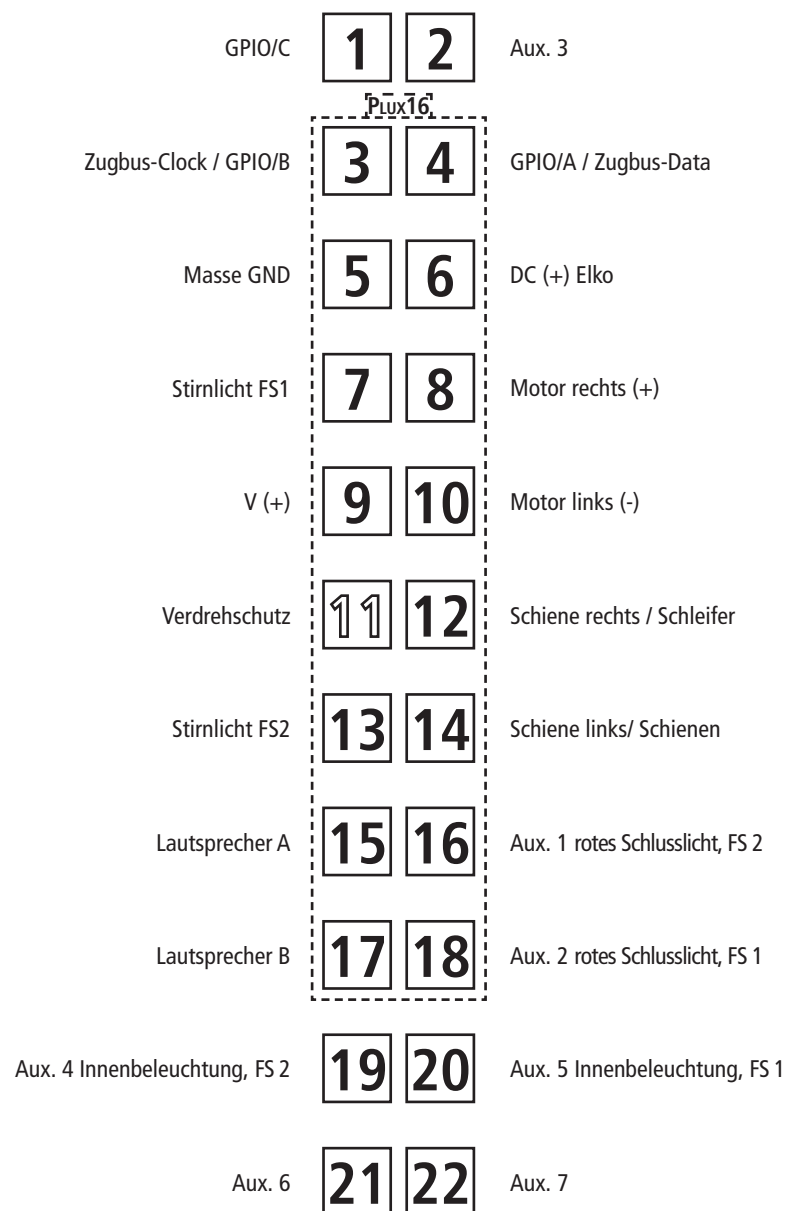 GPIO/C 1 2 Aux. 3
PLUX16
Zugbus-Clock / GPIO/B 3 4 GPIO/A / Zugbus-Data
Masse GND 5 6 DC (+) Elko
Stirnlicht FS1 7 8 Motor rechts (+)
V (+) 9 10 Motor links (-)
Verdrehschutz 11 12 Schiene rechts / Schleifer
Stirnlicht FS2 13 14 Schiene links/ Schienen
Lautsprecher A 15 16 Aux. 1 rotes Schlusslicht, FS 2
Lautsprecher B 17 18 Aux. 2 rotes Schlusslicht, FS 1
Aux. 4 Innenbeleuchtung, FS 2 19 20 Aux. 5 Innenbeleuchtung, FS 1
Aux. 6 21 22 Aux. 7